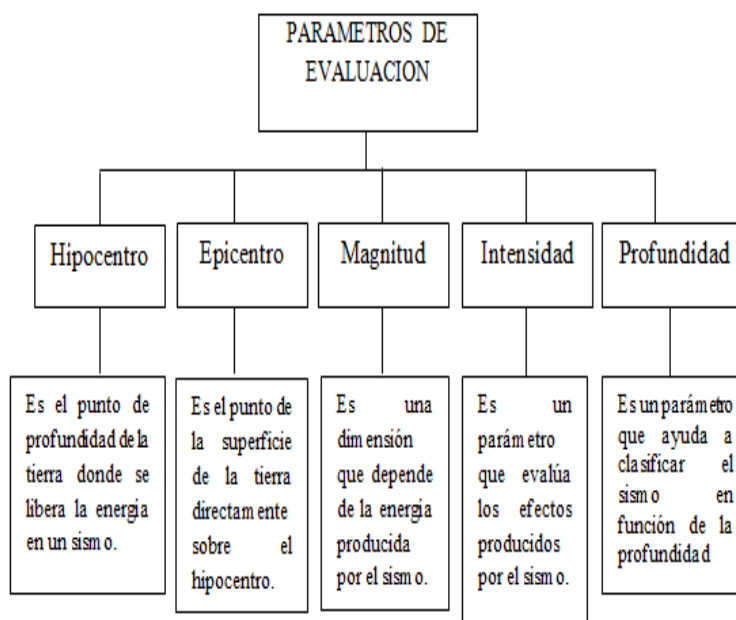 PARAMETROS DE
EVALUACION
Hipocentro
Epicentro
Magnitud
Intensidad
Profundidad
Es el punto de
profundidad de la
tierra donde se
libera la energía
en un sismo.
Es el punto de
la superficie
de la tierra
directamente
sobre el
hipocentro.
Es una
dimensión
que depende
de la energía
producida
por el sismo.
Es un
parámetro
que evalúa
los efectos
producidos
por el sismo.
Es un parámetro
que ayuda a
clasificar el
sismo en
función de la
profundidad